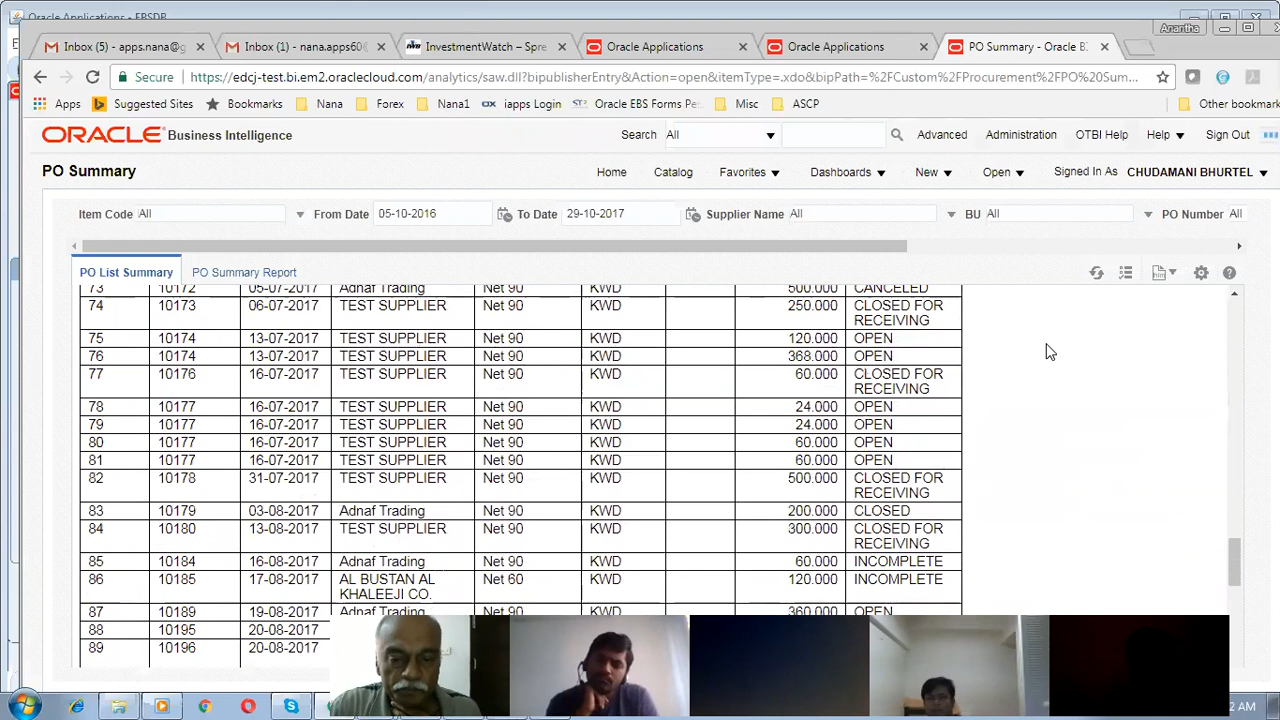 Oracle Applications - EBSDB
Anantha
Inbox (5) - apps.nana@g
Inbox (1) - nana.apps60
InvestmentWatch – Spre
Oracle Applications
Oracle Applications
PO Summary - Oracle B
Secure
https://edcj-test.bi.em2.oraclecloud.com/analytics/saw.dll?bipublisherEntry&Action=open&itemType=.xdo&bipPath=%2FCustom%2FProcurement%2FPO%20Sum...
Apps
Suggested Sites
Bookmarks
Nana
Forex
Nana1
iapps Login
Oracle EBS Forms Pe
Misc
ASCP
Other bookmark
ORACLE Business Intelligence
Search All
Advanced
Administration
OTBI Help
Help
Sign Out
PO Summary
Home
Catalog
Favorites
Dashboards
New
Open
Signed In As CHUDAMANI BHURTEL
Item Code All
From Date 05-10-2016
To Date 29-10-2017
Supplier Name All
BU All
PO Number All
PO List Summary
PO Summary Report
73 10172 05-07-2017 Adnaf Trading Net 90 KWD 500.000 CANCELED
74 10173 06-07-2017 TEST SUPPLIER Net 90 KWD 250.000 CLOSED FOR
RECEIVING
75 10174 13-07-2017 TEST SUPPLIER Net 90 KWD 120.000 OPEN
76 10174 13-07-2017 TEST SUPPLIER Net 90 KWD 368.000 OPEN
77 10176 16-07-2017 TEST SUPPLIER Net 90 KWD 60.000 CLOSED FOR
RECEIVING
78 10177 16-07-2017 TEST SUPPLIER Net 90 KWD 24.000 OPEN
79 10177 16-07-2017 TEST SUPPLIER Net 90 KWD 24.000 OPEN
80 10177 16-07-2017 TEST SUPPLIER Net 90 KWD 60.000 OPEN
81 10177 16-07-2017 TEST SUPPLIER Net 90 KWD 60.000 OPEN
82 10178 31-07-2017 TEST SUPPLIER Net 90 KWD 500.000 CLOSED FOR
RECEIVING
83 10179 03-08-2017 Adnaf Trading Net 90 KWD 200.000 CLOSED
84 10180 13-08-2017 TEST SUPPLIER Net 90 KWD 300.000 CLOSED FOR
RECEIVING
85 10184 16-08-2017 Adnaf Trading Net 90 KWD 60.000 INCOMPLETE
86 10185 17-08-2017 AL BUSTAN AL Net 60 KWD 120.000 INCOMPLETE
KHALEEJI CO.
87 10189 19-08-2017 Adnaf Trading Net 90 KWD 360.000 OPEN
88 10195 20-08-2017
89 10196 20-08-2017
2 AM